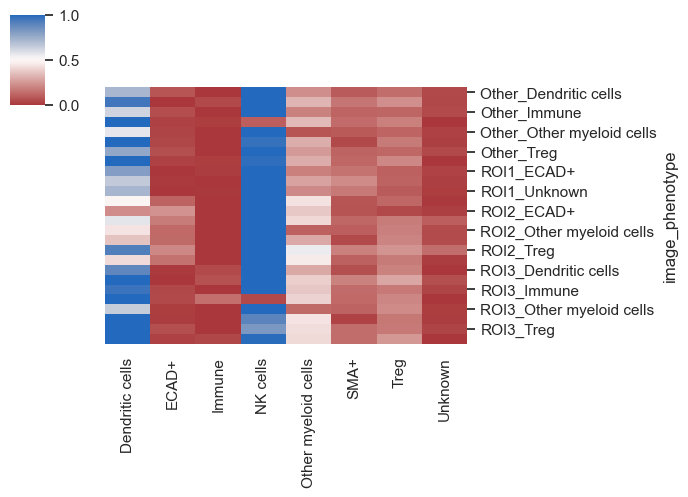 1.0
0.5
0.0
Other_Dendritic cells
Other_Immune
Other_Other myeloid cells
Other_Treg
ROI1_ECAD+
ROI1_Unknown
ROI2_ECAD+
ROI2_Other myeloid cells
ROI2_Treg
ROI3_Dendritic cells
ROI3_Immune
ROI3_Other myeloid cells
ROI3_Treg
image_phenotype
Dendritic cells
ECAD+
Immune
NK cells
Other myeloid cells
SMA+
Treg
Unknown